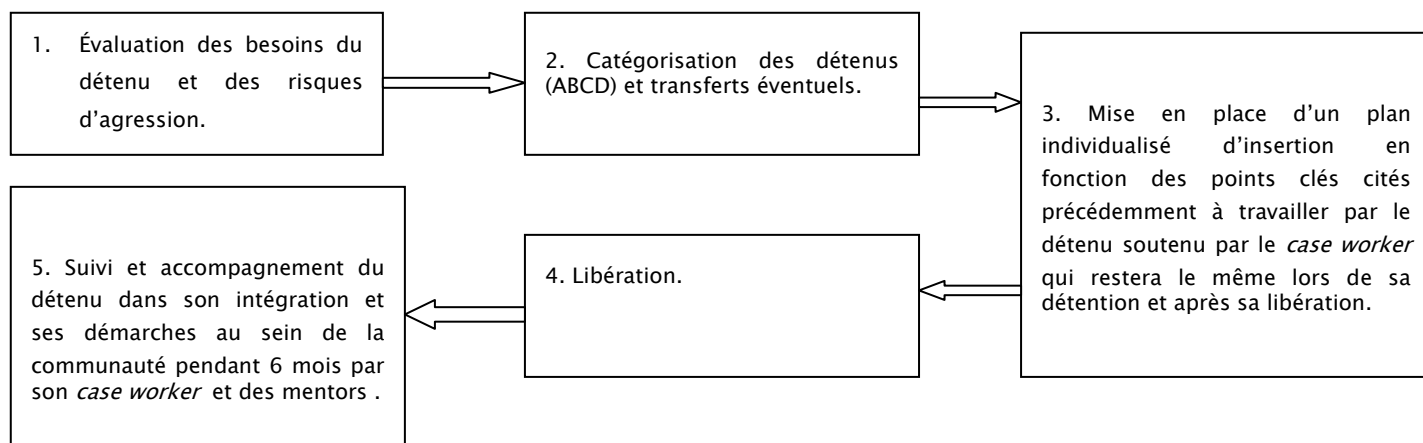 1. Évaluation des besoins du
détenu et des risques
d’agression.
2. Catégorisation des détenus
(ABCD) et transferts éventuels.
3. Mise en place d’un plan
individualisé d’insertion en
fonction des points clés cités
précédemment à travailler par le
détenu soutenu par le case worker
qui restera le même lors de sa
détention et après sa libération.
4. Libération.
5. Suivi et accompagnement du
détenu dans son intégration et
ses démarches au sein de la
communauté pendant 6 mois par
son case worker et des mentors .